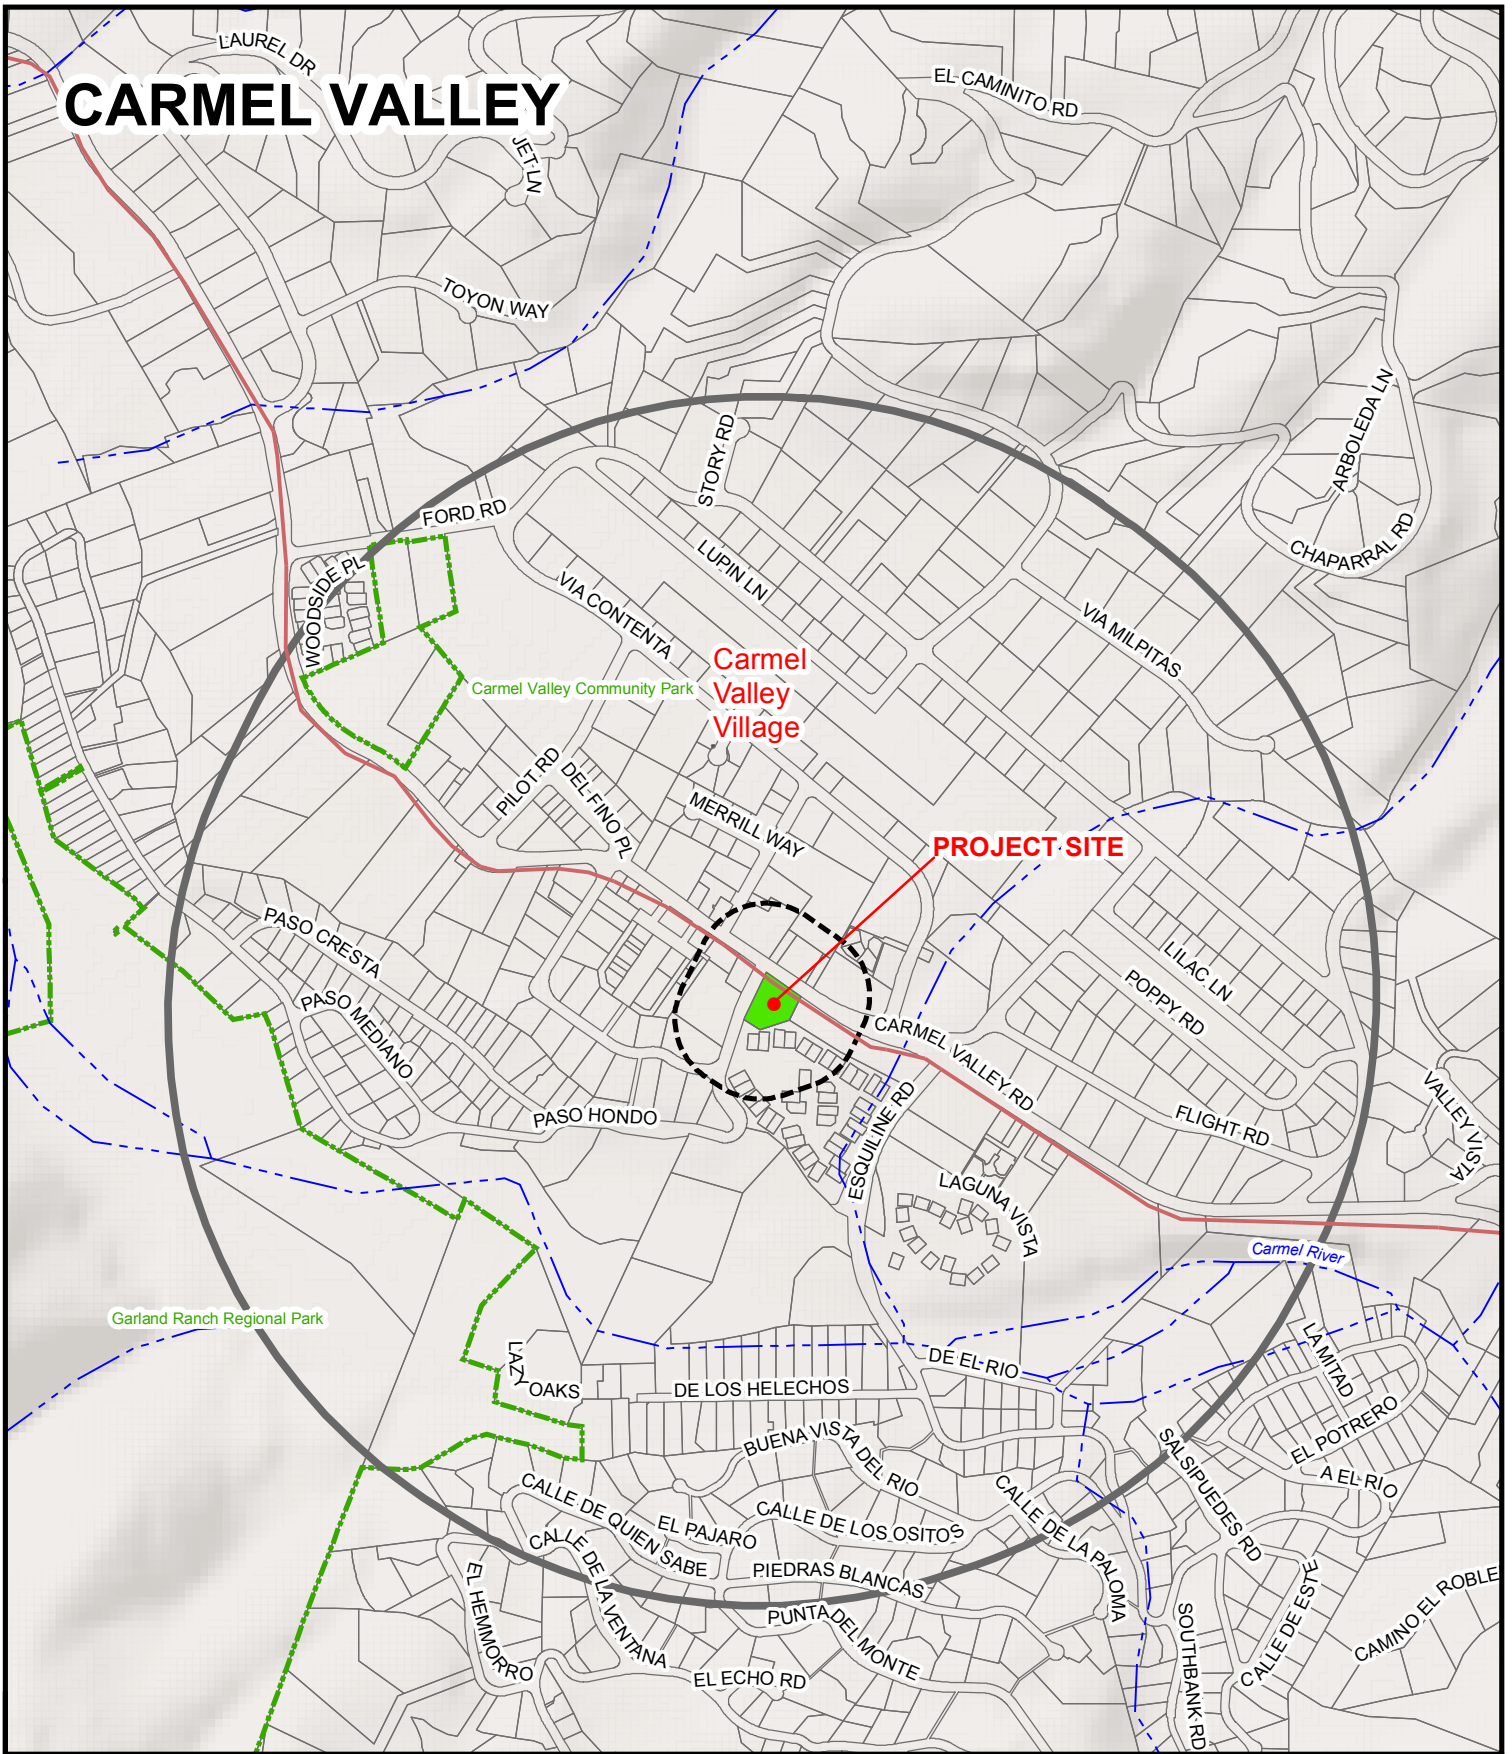 LAUREL DR
CARMEL VALLEY
EL CAMINITO RD
JET LN
TOYON WAY
ARBOLEDA LN
STORY RD
FORD RD
CHAPARRAL RD
LUPIN LN
WOODSIDE PL
VIA CONTENTA
VIA MILPITAS
Carmel
Valley
Village
Carmel Valley Community Park
PILOT RD
DEL FINO PL
MERRILL WAY
PROJECT SITE
PASO CRESTA
LILAC LN
POPPY RD
PASO MEDIANO
CARMEL VALLEY RD
PASO HONDO
FLIGHT RD
VALLEY VISTA
ESQUILINE RD
LAGUNA VISTA
Carmel River
Garland Ranch Regional Park
LAZY OAKS
DE EL RIO
LA MITAD
DE LOS HELECHOS
EL POTRERO
BUENA VISTA DEL RIO
SALSIPUEDES RD
A EL RIO
CALLE DE QUIEN SABE
CALLE DE LA PALOMA
EL PAJARO
CALLE DE LOS OSITOS
CALLE DE LA VENTANA
PIEDRAS BLANCAS
EL HEMMORRO
PUNTA DEL MONTE
CALLE DE ESTE
CAMINO EL ROBLE
SOUTHBANK RD
EL ECHO RD